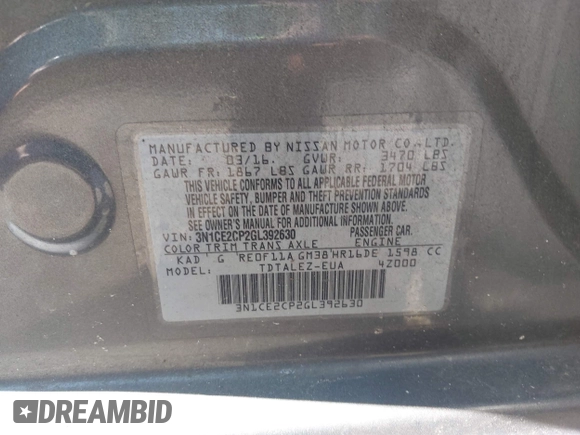 MANUFACTURED BY NISSAN MOTOR CO., LTD.
DATE: 03/16. GVWR: 3470 LBS
GAWR FR: 1867 LBS GAWR RR: 1704 LBS
THIS VEHICLE CONFORMS TO ALL APPLICABLE FEDERAL MOTOR
VEHICLE SAFETY, BUMPER AND THEFT PREVENTION STANDARDS
IN EFFECT ON THE DATE OF MANUFACTURE SHOWN ABOVE.
SEE OWNER'S MANUAL FOR ADDITIONAL INFORMATION.
VIN: 3N1CE2CP2GL392630 PASSENGER CAR.
COLOR TRIM TRANS AXLE ENGINE
KAD G RE0F11A GM38 HR16DE 1598 CC
MODEL: TDTALEZ-EUA 42000
3N1CE2CP2GL392630
DREAMBID